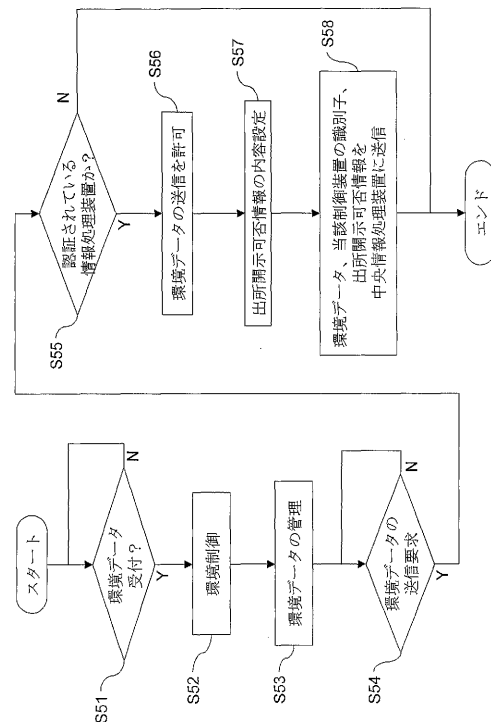 スタート
環境データ
受付?
S51
N
Y
環境制御
S52
環境データの管理
S53
環境データの
送信要求
S54
N
Y
認証されている
情報処理装置か?
S55
N
Y
環境データの送信を許可
S56
出所開示可否情報の内容設定
S57
環境データ、当該制御装置の識別子、
出所開示可否情報を
中央情報処理装置に送信
S58
エンド